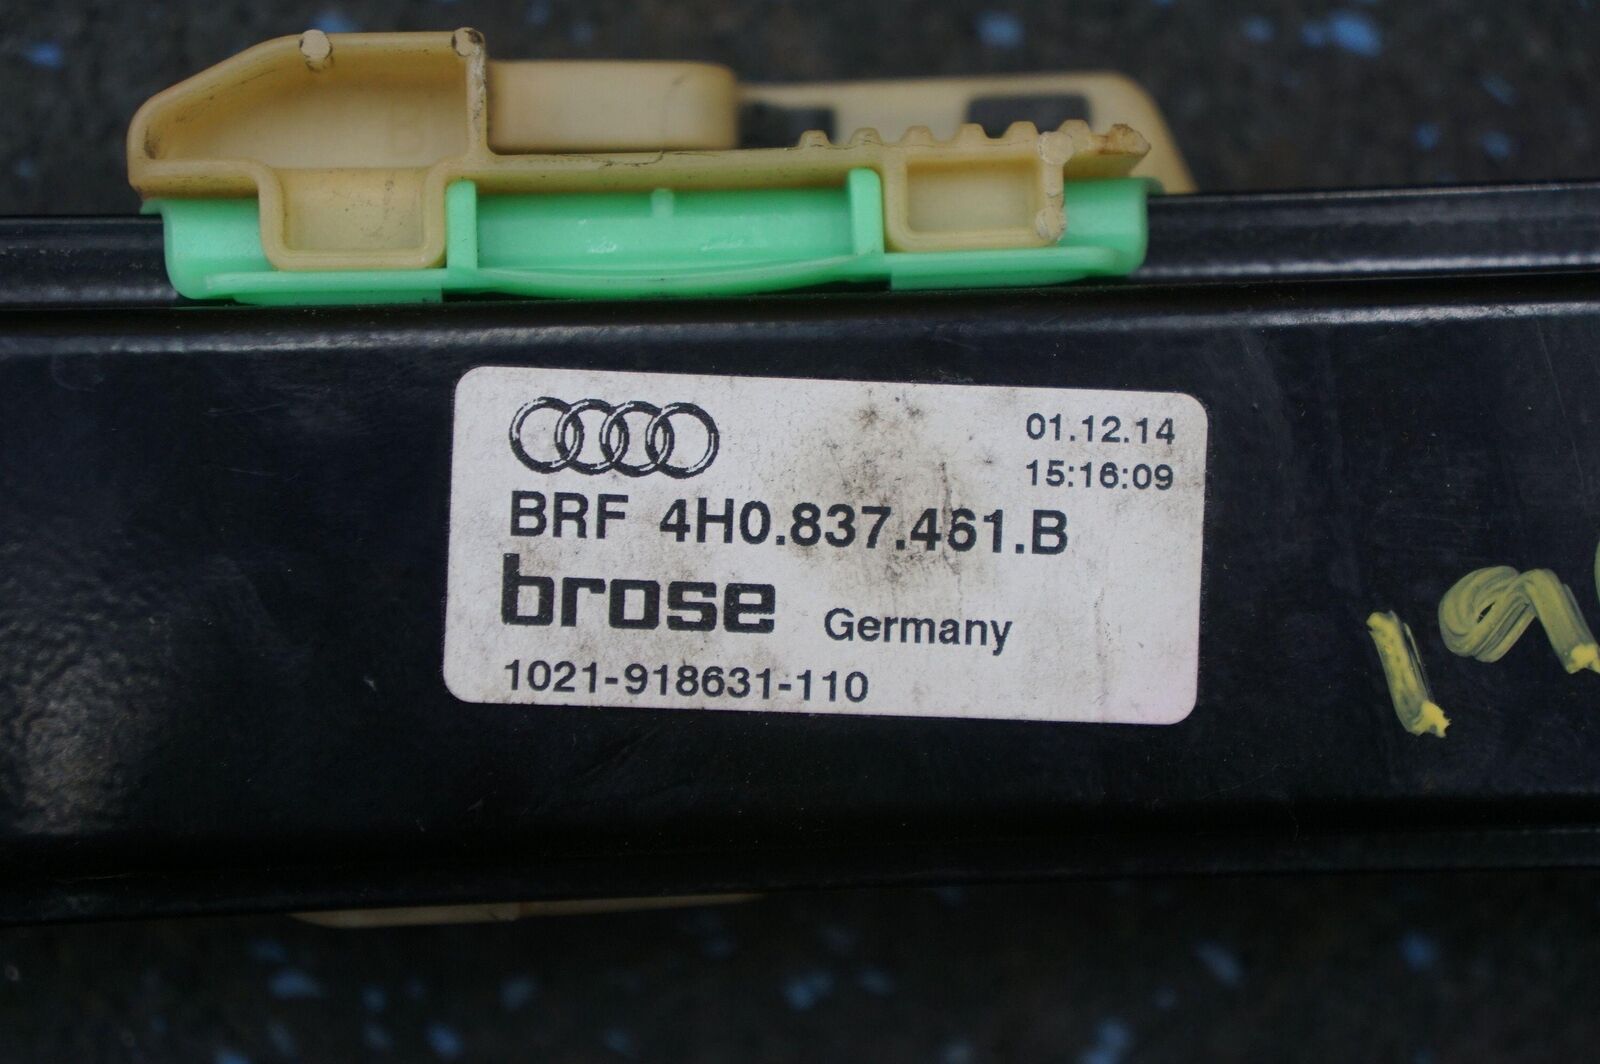 01.12.14
15:16:09
BRF 4H0.837.461.B
brose Germany
1021-918631-110